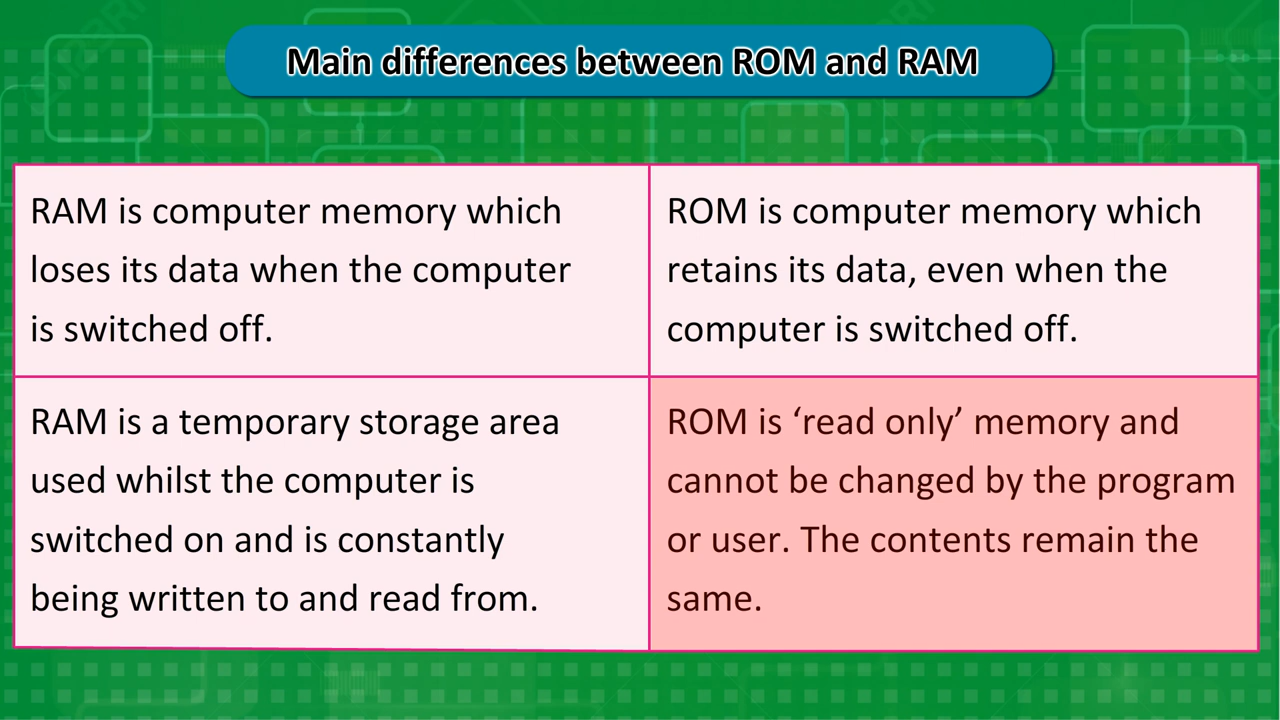 Main differences between ROM and RAM
RAM is computer memory which
loses its data when the computer
is switched off.
ROM is computer memory which
retains its data, even when the
computer is switched off.
RAM is a temporary storage area
used whilst the computer is
switched on and is constantly
being written to and read from.
ROM is ‘read only’ memory and
cannot be changed by the program
or user. The contents remain the
same.